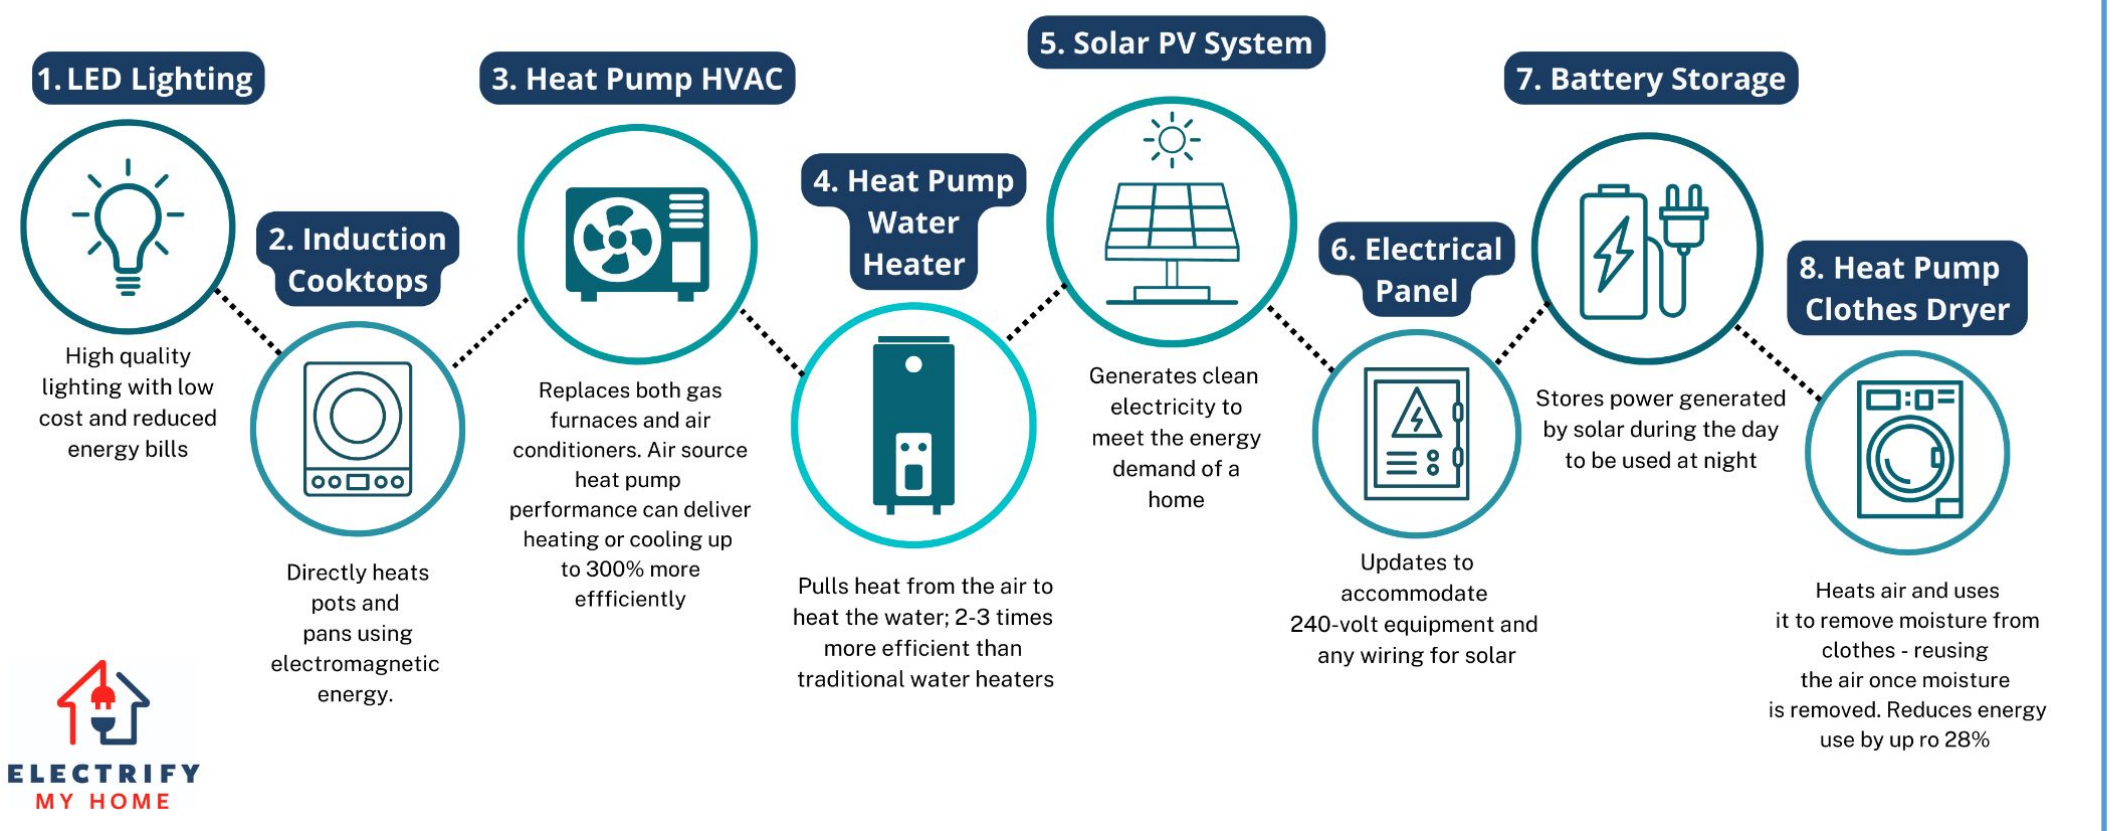 1. LED Lighting
High quality
lighting with low
cost and reduced
energy bills
2. Induction
Cooktops
Directly heats
pots and
pans using
electromagnetic
energy.
3. Heat Pump HVAC
Replaces both gas
furnaces and air
conditioners. Air source
heat pump
performance can deliver
heating or cooling up
to 300% more
effficiently
4. Heat Pump
Water
Heater
Pulls heat from the air to
heat the water; 2-3 times
more efficient than
traditional water heaters
5. Solar PV System
Generates clean
electricity to
meet the energy
demand of a
home
6. Electrical
Panel
Updates to
accommodate
240-volt equipment and
any wiring for solar
7. Battery Storage
Stores power generated
by solar during the day
to be used at night
8. Heat Pump
Clothes Dryer
Heats air and uses
it to remove moisture from
clothes - reusing
the air once moisture
is removed. Reduces energy
use by up ro 28%
ELECTRIFY
MY HOME